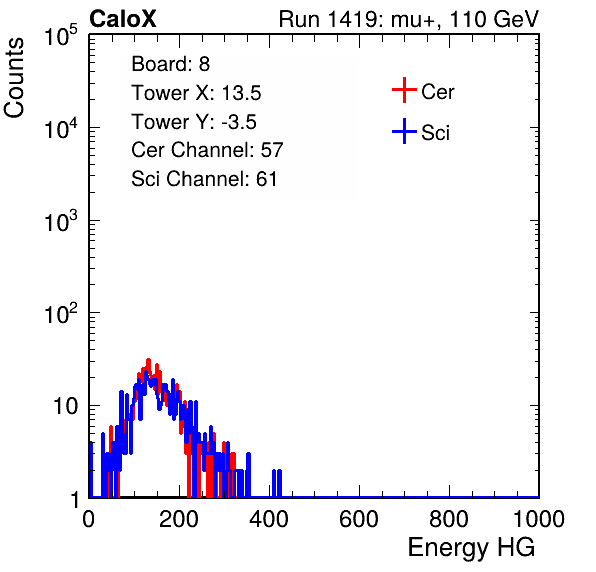 CaloX Run 1419: mu+, 110 GeV
Counts
Board: 8
Tower X: 13.5
Tower Y: -3.5
Cer Channel: 57
Sci Channel: 61
Cer
Sci
10^5
10^4
10^3
10^2
10
1
0 200 400 600 800 1000
Energy HG